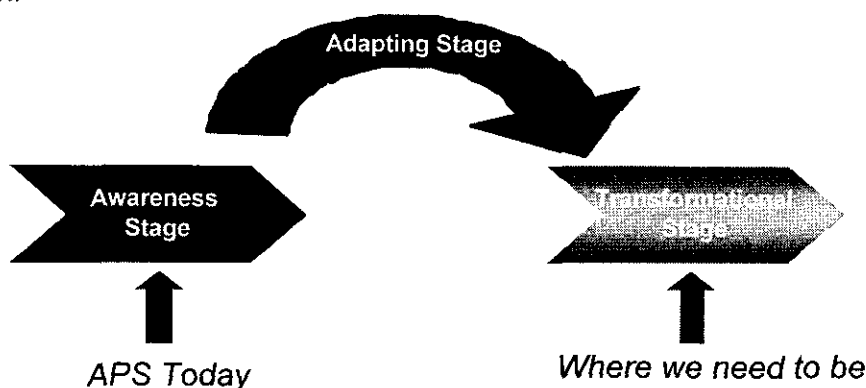 Adapting Stage
Awareness
Stage
Transformational
Stage
APS Today
Where we need to be